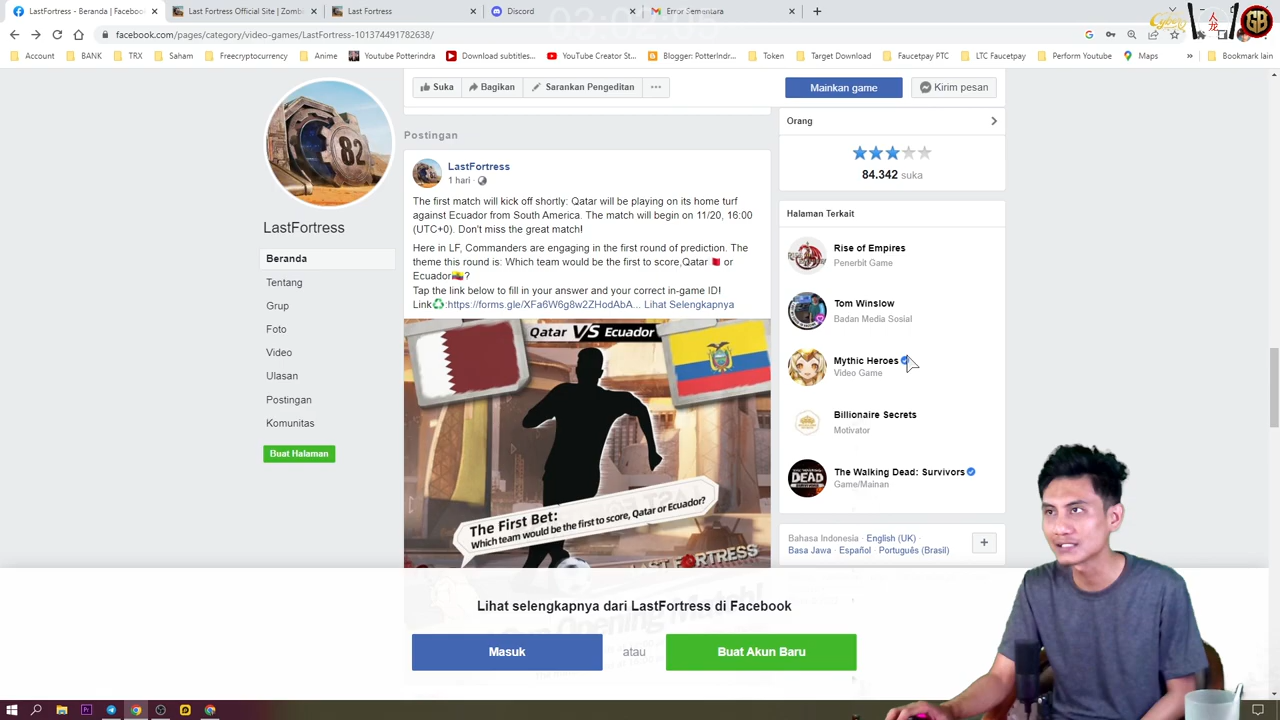 LastFortress - Beranda | Facebook
Last Fortress Official Site | Zomb
Last Fortress
Discord
Error Sementara
facebook.com/pages/category/video-games/LastFortress-101374491782638/
Account
BANK
TRX
Saham
Freecryptocurrency
Anime
Youtube Potterindra
Download subtitles...
YouTube Creator St...
Blogger: PotterIndr...
Token
Target Download
Faucetpay PTC
LTC Faucetpay
Perform Youtube
Maps
Bookmark lain
82
LastFortress
Beranda
Tentang
Grup
Foto
Video
Ulasan
Postingan
Komunitas
Buat Halaman
Suka
Bagikan
Sarankan Pengeditan
Mainkan game
Kirim pesan
Postingan
LastFortress
1 hari
The first match will kick off shortly: Qatar will be playing on its home turf
against Ecuador from South America. The match will begin on 11/20, 16:00
(UTC+0). Don't miss the great match!
Here in LF, Commanders are engaging in the first round of prediction. The
theme this round is: Which team would be the first to score,Qatar🇶🇦 or
Ecuador🇪🇨?
Tap the link below to fill in your answer and your correct in-game ID!
Link♻️:https://forms.gle/XFa6W6g8w2ZHodAbA... Lihat Selengkapnya
Qatar VS Ecuador
The First Bet:
Which team would be the first to score, Qatar or Ecuador?
LAST FORTRESS
Orang
84.342 suka
Halaman Terkait
Rise of Empires
Penerbit Game
Tom Winslow
Badan Media Sosial
Mythic Heroes
Video Game
Billionaire Secrets
Motivator
The Walking Dead: Survivors
Game/Mainan
Bahasa Indonesia · English (UK) ·
Basa Jawa · Español · Português (Brasil)
Lihat selengkapnya dari LastFortress di Facebook
Masuk
atau
Buat Akun Baru